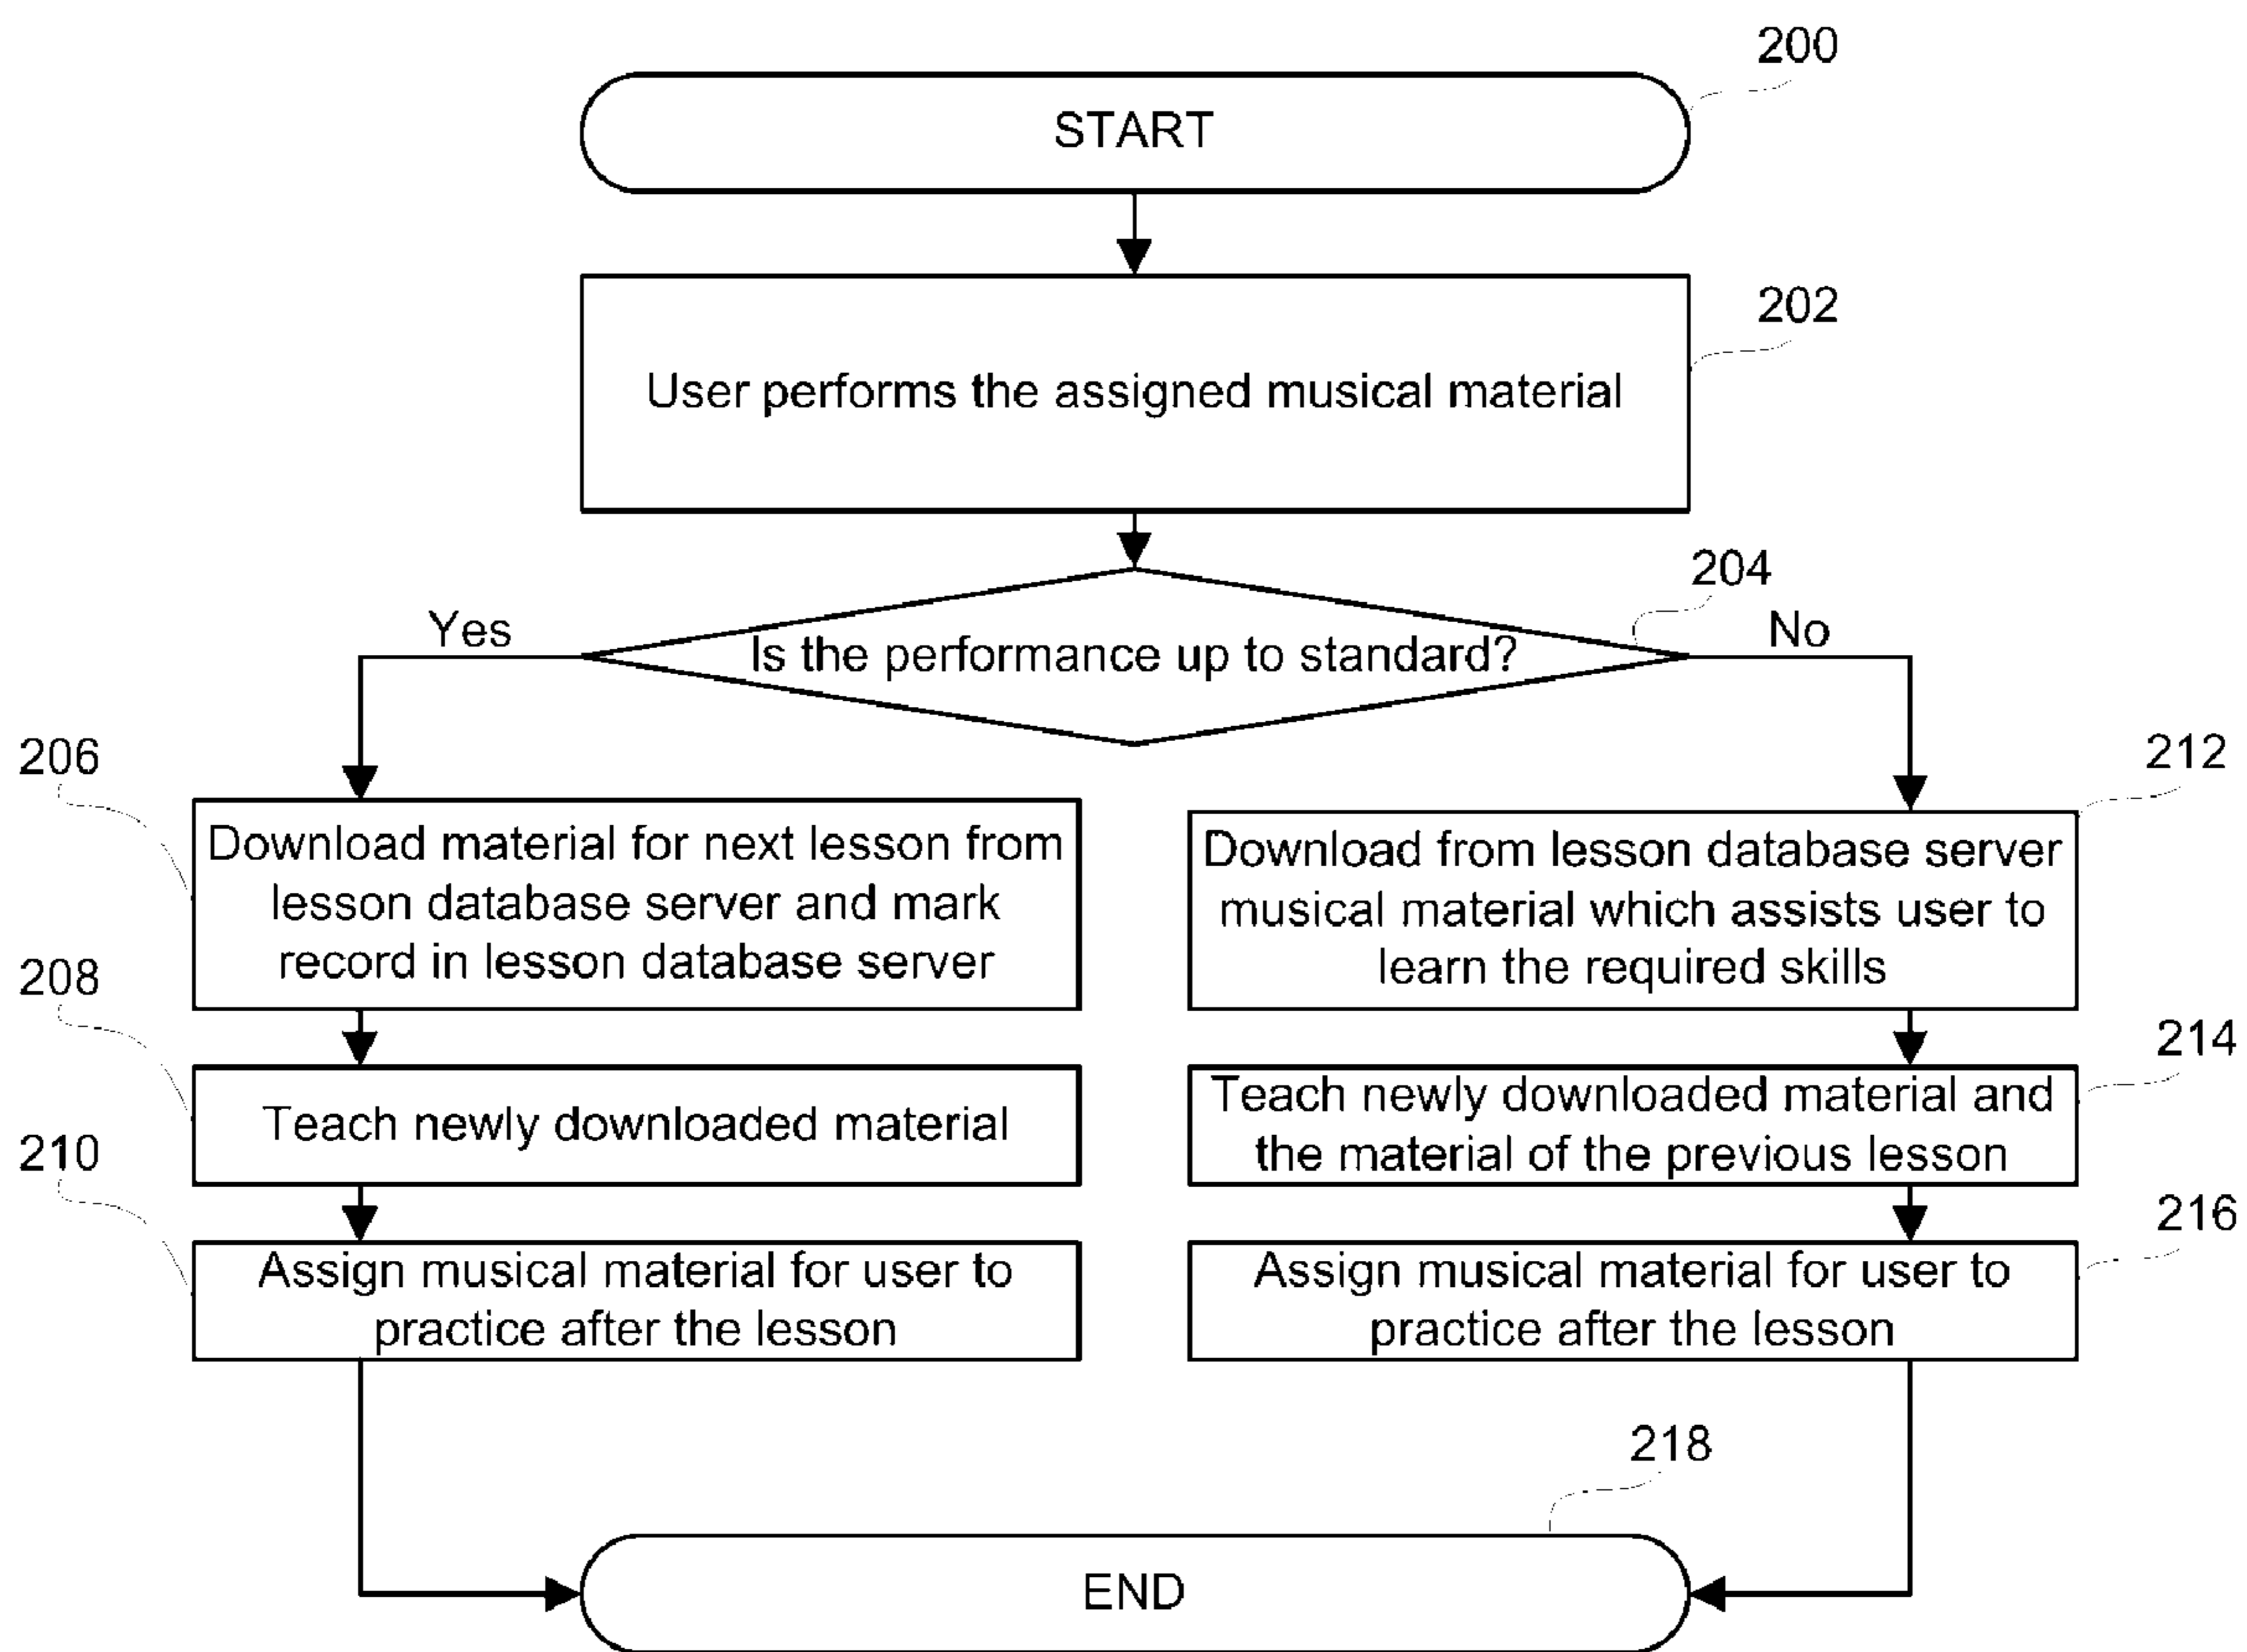 200
START
202
User performs the assigned musical material
204
Yes
Is the performance up to standard?
No
206
212
Download material for next lesson from
lesson database server and mark
record in lesson database server
Download from lesson database server
musical material which assists user to
learn the required skills
208
214
Teach newly downloaded material
Teach newly downloaded material and
the material of the previous lesson
210
216
Assign musical material for user to
practice after the lesson
Assign musical material for user to
practice after the lesson
218
END